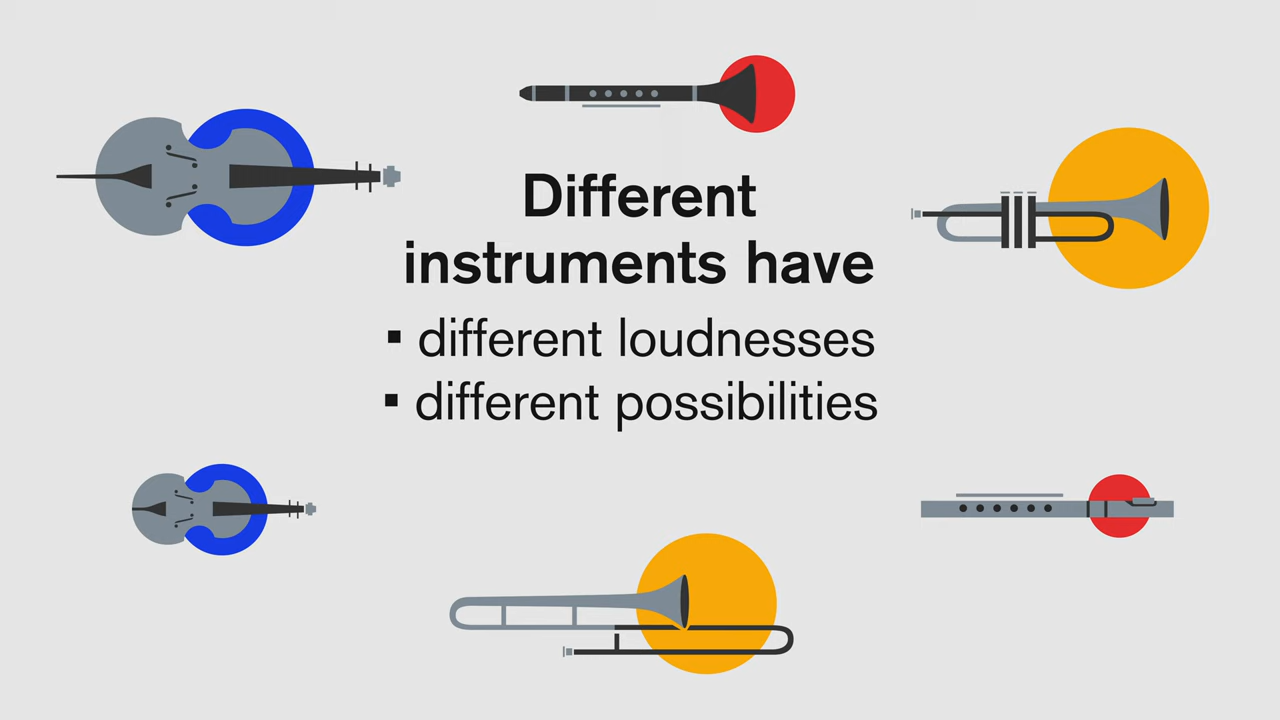 Different
instruments have
▪ different loudnesses
▪ different possibilities